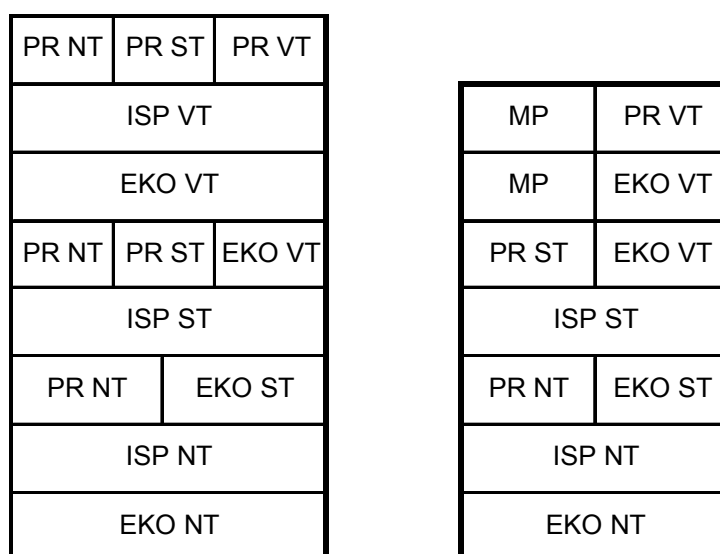 PR NT PR ST PR VT
ISP VT
EKO VT
PR NT PR ST EKO VT
ISP ST
PR NT EKO ST
ISP NT
EKO NT
MP PR VT
MP EKO VT
PR ST EKO VT
ISP ST
PR NT EKO ST
ISP NT
EKO NT